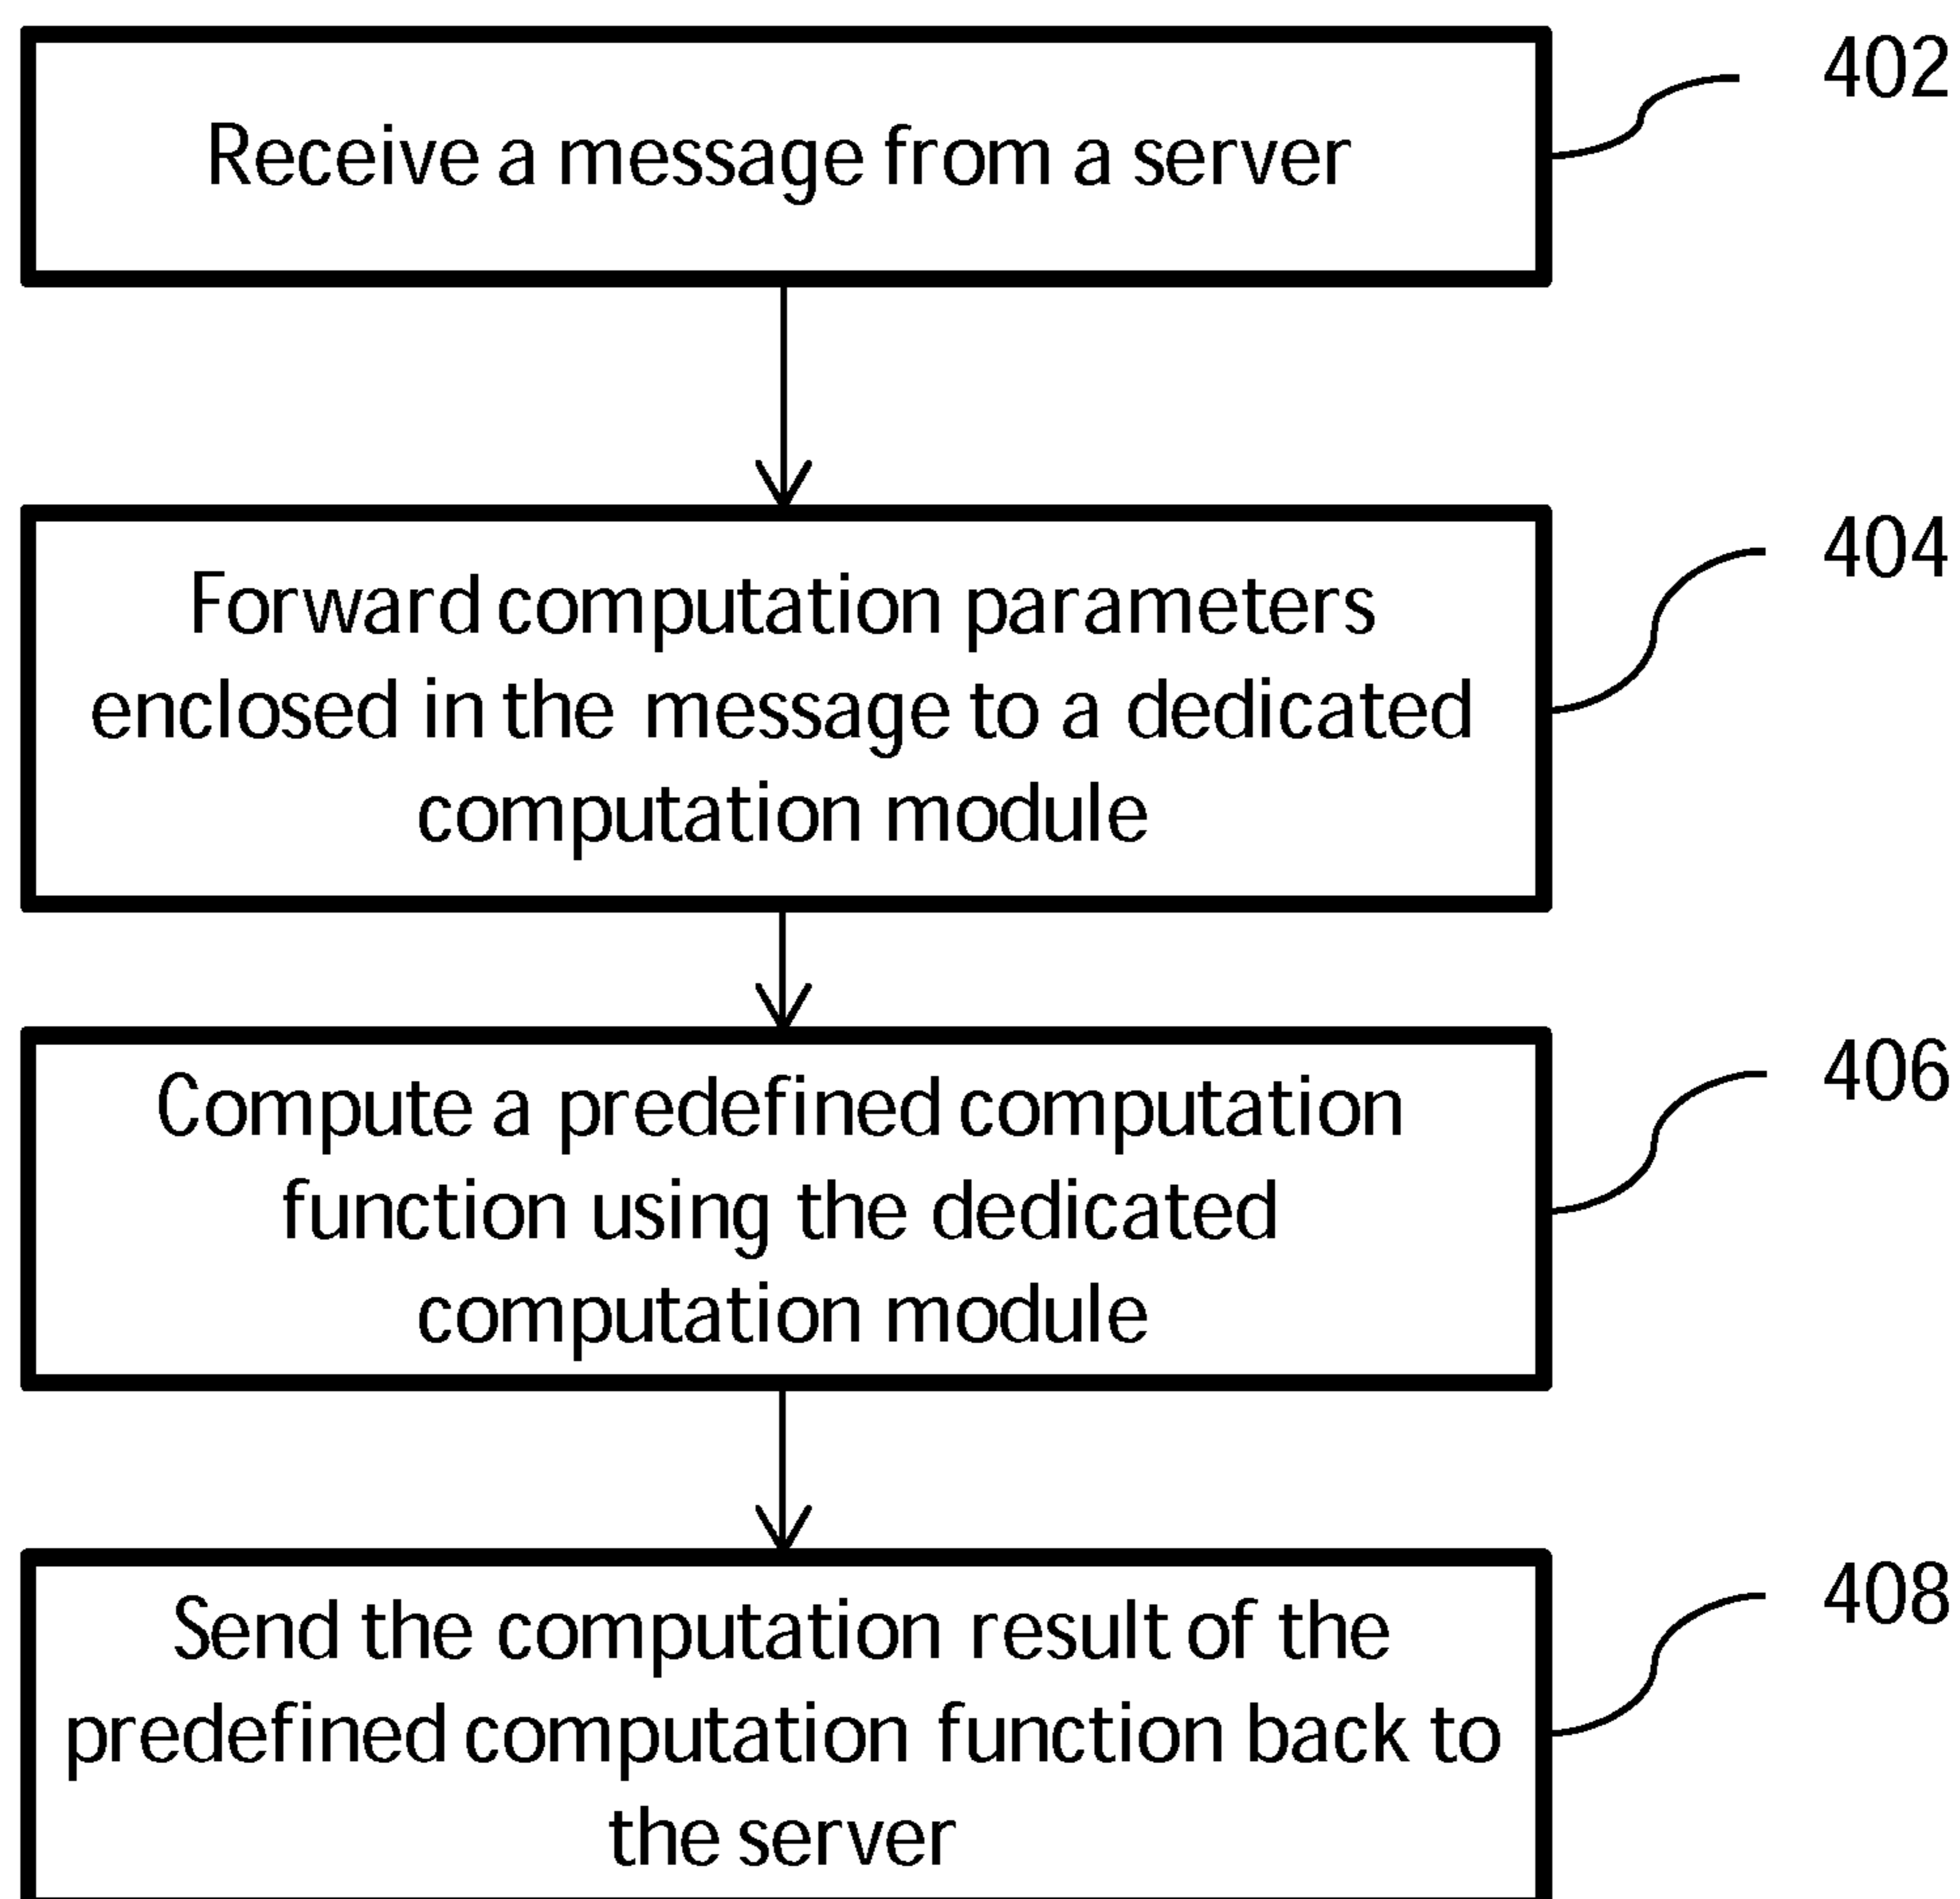 Receive a message from a server
402
Forward computation parameters
enclosed in the message to a dedicated
computation module
404
Compute a predefined computation
function using the dedicated
computation module
406
Send the computation result of the
predefined computation function back to
the server
408